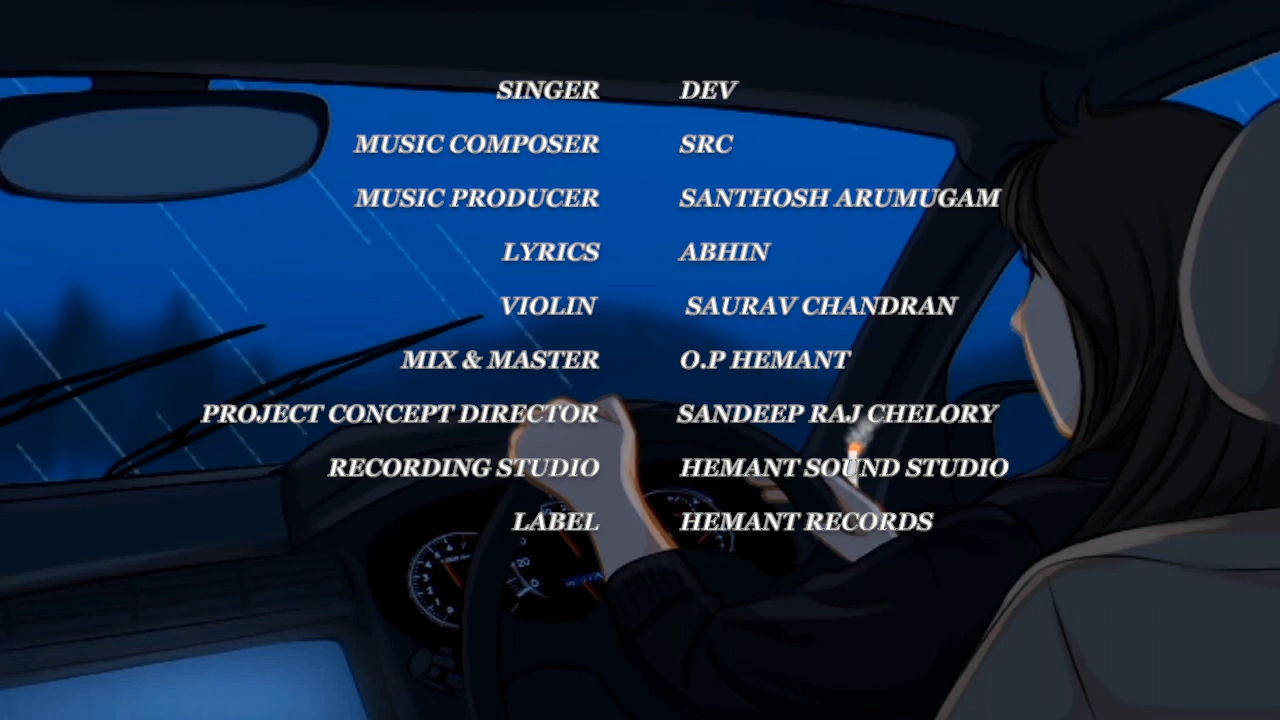 SINGER DEV
MUSIC COMPOSER SRC
MUSIC PRODUCER SANTHOSH ARUMUGAM
LYRICS ABHIN
VIOLIN SAURAV CHANDRAN
MIX & MASTER O.P HEMANT
PROJECT CONCEPT DIRECTOR SANDEEP RAJ CHELORY
RECORDING STUDIO HEMANT SOUND STUDIO
LABEL HEMANT RECORDS